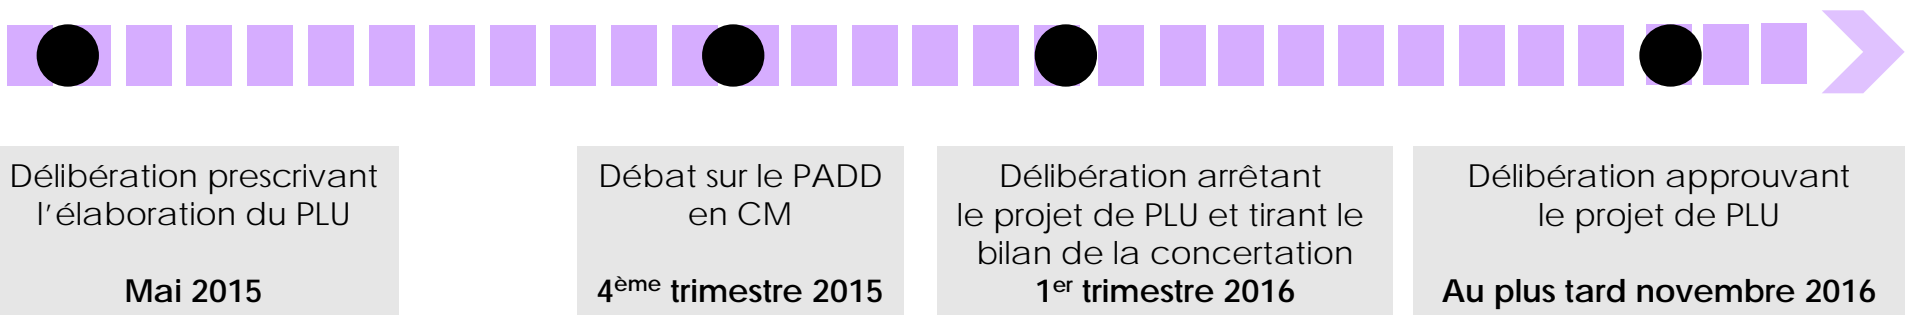 Délibération prescrivant
l'élaboration du PLU
Mai 2015
Débat sur le PADD
en CM
4ème trimestre 2015
Délibération arrêtant
le projet de PLU et tirant le
bilan de la concertation
1er trimestre 2016
Délibération approuvant
le projet de PLU
Au plus tard novembre 2016